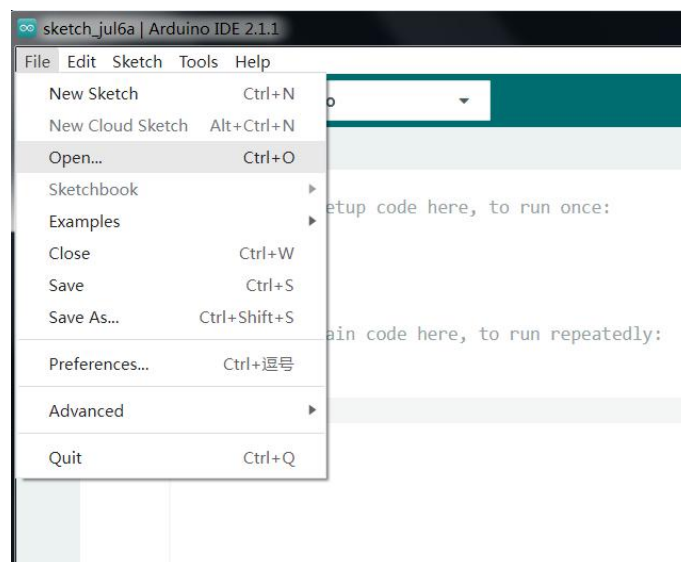 sketch_jul6a | Arduino IDE 2.1.1
File Edit Sketch Tools Help
New Sketch Ctrl+N
New Cloud Sketch Alt+Ctrl+N
Open... Ctrl+O
Sketchbook
Examples
Close Ctrl+W
Save Ctrl+S
Save As... Ctrl+Shift+S
Preferences... Ctrl+逗号
Advanced
Quit Ctrl+Q
o
etup code here, to run once:
ain code here, to run repeatedly: